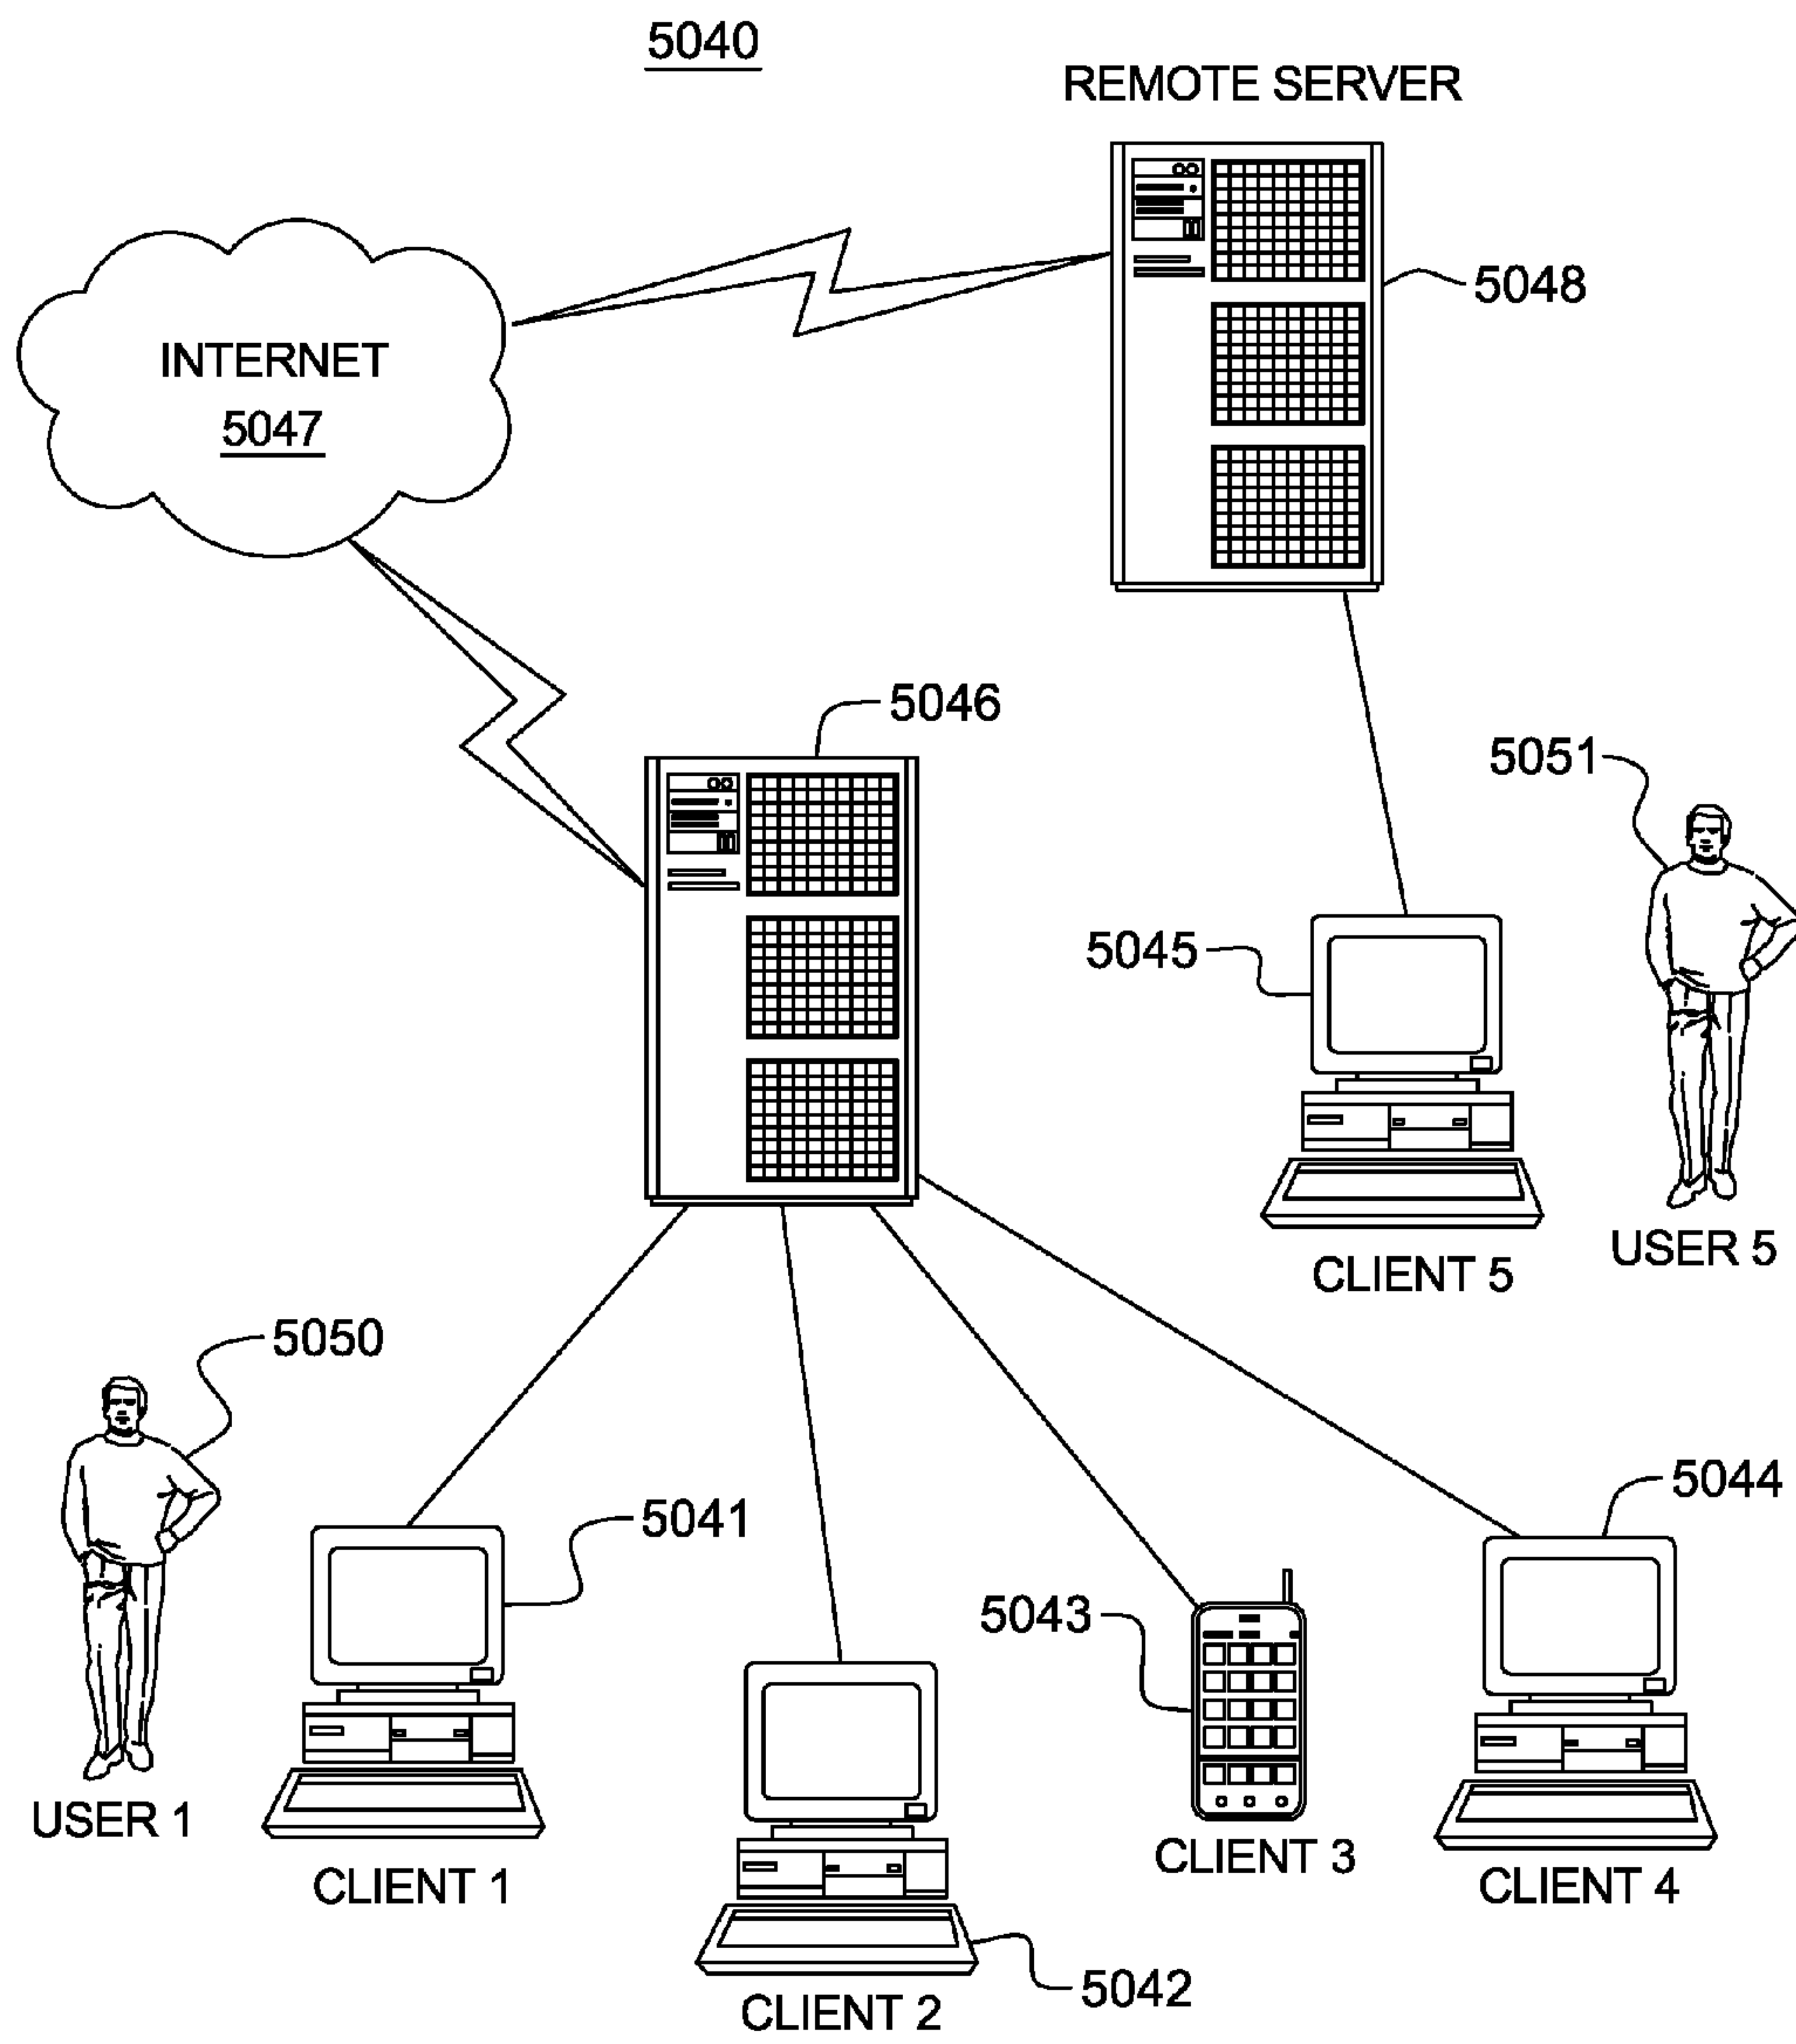 5040
REMOTE SERVER
5048
INTERNET
5047
5046
5051
5045
USER 5
CLIENT 5
5050
5044
5041
5043
USER 1
CLIENT 3
CLIENT 1
CLIENT 4
5042
CLIENT 2